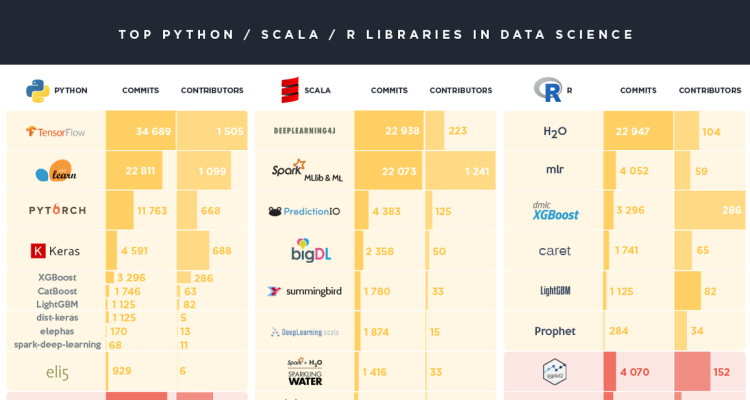 TOP PYTHON / SCALA / R LIBRARIES IN DATA SCIENCE
PYTHON COMMITS CONTRIBUTORS
TensorFlow 34 689 1 505
learn 22 811 1 099
PYTORCH 11 763 668
K Keras 4 591 688
XGBoost 3 296 286
CatBoost 1 746 63
LightGBM 1 125 82
dist-keras 1 125 5
elephas 170 13
spark-deep-learning 68 11
eli5 929 6
SCALA COMMITS CONTRIBUTORS
DEEPLEARNING4J 22 938 223
Spark MLlib & ML 22 073 1 241
PredictionIO 4 383 125
bigDL 2 358 50
summingbird 1 780 33
DeepLearning.scala 1 874 15
Spark + H2O
SPARKLING
WATER 1 416 33
R R COMMITS CONTRIBUTORS
H2O 22 947 104
mlr 4 052 59
dmlc
XGBoost 3 296 286
caret 1 741 65
LightGBM 1 125 82
Prophet 284 34
ggplot2 4 070 152